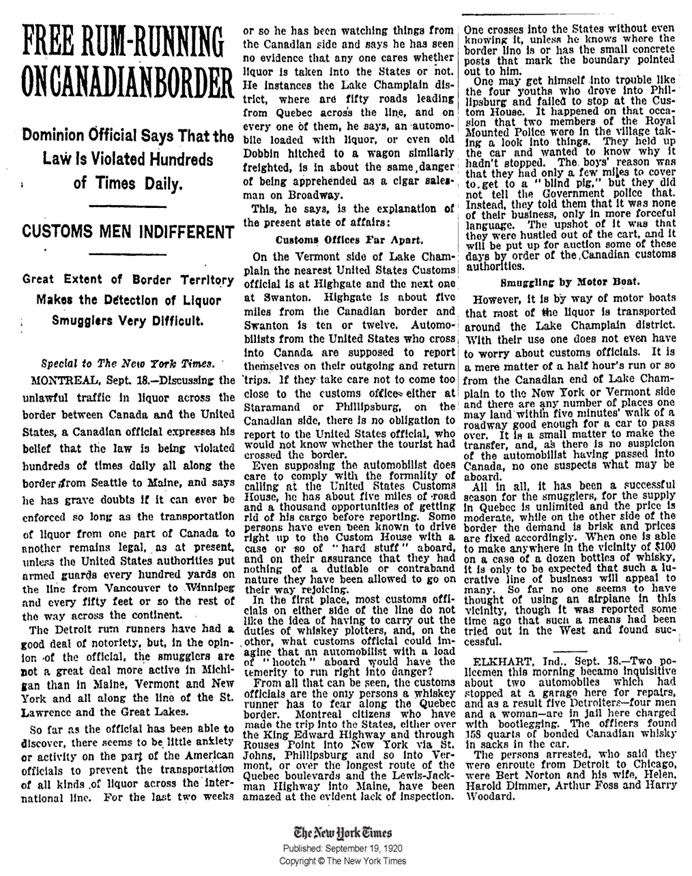 FREE RUM-RUNNING
ON CANADIAN BORDER
Dominion Official Says That the
Law Is Violated Hundreds
of Times Daily.
CUSTOMS MEN INDIFFERENT
Great Extent of Border Territory
Makes the Detection of Liquor
Smugglers Very Difficult.
Special to The New York Times.
MONTREAL, Sept. 18.—Discussing the
unlawful traffic in liquor across the
border between Canada and the United
States, a Canadian official expresses his
belief that the law is being violated
hundreds of times daily all along the
border from Seattle to Maine, and says
he has grave doubts if it can ever be
enforced so long as the transportation
of liquor from one part of Canada to
another remains legal, as at present,
unless the United States authorities put
armed guards every hundred yards on
the line from Vancouver to Winnipeg
and every fifty feet or so the rest of
the way across the continent.
The Detroit rum runners have had a
good deal of notoriety, but, in the opin-
ion of the official, the smugglers are
not a great deal more active in Michi-
gan than in Maine, Vermont and New
York and all along the line of the St.
Lawrence and the Great Lakes.
So far as the official has been able to
discover, there seems to be little anxiety
or activity on the part of the American
officials to prevent the transportation
of all kinds of liquor across the inter-
national line. For the last two weeks
or so he has been watching things from
the Canadian side and says he has seen
no evidence that any one cares whether
liquor is taken into the States or not.
He instances the Lake Champlain dis-
trict, where are fifty roads leading
from Quebec across the line, and on
every one of them, he says, an automo-
bile loaded with liquor, or even old
Dobbin hitched to a wagon similarly
freighted, is in about the same danger
of being apprehended as a cigar sales-
man on Broadway.
This, he says, is the explanation of
the present state of affairs:
Customs Offices Far Apart.
On the Vermont side of Lake Cham-
plain the nearest United States Customs
official is at Highgate and the next one
at Swanton. Highgate is about five
miles from the Canadian border and
Swanton is ten or twelve. Automo-
bilists from the United States who cross
into Canada are supposed to report
themselves on their outgoing and return
trips. If they take care not to come too
close to the customs offices either at
Staramand or Phillipsburg, on the
Canadian side, there is no obligation to
report to the United States official, who
would not know whether the tourist had
crossed the border.
Even supposing the automobilist does
care to comply with the formality of
calling at the United States Customs
House, he has about five miles of road
and a thousand opportunities of getting
rid of his cargo before reporting. Some
persons have even been known to drive
right up to the Custom House with a
case or so of "hard stuff" aboard,
and on their assurance that they had
nothing of a dutiable or contraband
nature they have been allowed to go on
their way rejoicing.
In the first place, most customs offi-
cials on either side of the line do not
like the idea of having to carry out the
duties of whiskey plotters, and, on the
other, what customs official could im-
agine that an automobilist with a load
of "hootch" aboard would have the
temerity to run right into danger?
From all that can be seen, the customs
officials are the only persons a whiskey
runner has to fear along the Quebec
border. Montreal citizens who have
made the trip into the States, either over
the King Edward Highway and through
Rouses Point into New York via St.
Johns, Phillpsburg and so into Ver-
mont, or over the longest route of the
Quebec boulevards and the Lewis-Jack-
man Highway into Maine, have been
amazed at the evident lack of inspection.
One crosses into the States without even
knowing it, unless he knows where the
border line is or has the small concrete
posts that mark the boundary pointed
out to him.
One may get himself into trouble like
the four youths who drove into Phil-
lipsburg and failed to stop at the Cus-
tom House. It happened on that occa-
sion that two members of the Royal
Mounted Police were in the village tak-
ing a look into things. They held up
the car and wanted to know why it
hadn't stopped. The boys' reason was
that they had only a few miles to cover
to get to a "blind pig," but they did
not tell the Government police that.
Instead, they told them that it was none
of their business, only in more forceful
language. The upshot of it was that
they were hustled out of the cart, and it
will be put up for auction some of these
days by order of the Canadian customs
authorities.
Smuggling by Motor Boat.
However, it is by way of motor boats
that most of the liquor is transported
around the Lake Champlain district.
With their use one does not even have
to worry about customs officials. It is
a mere matter of a half hour's run or so
from the Canadian end of Lake Cham-
plain to the New York or Vermont side
and there are any number of places one
may land within five minutes' walk of a
roadway good enough for a car to pass
over. It is a small matter to make the
transfer, and, as there is no suspicion
of the automobilist having passed into
Canada, no one suspects what may be
aboard.
All in all, it has been a successful
season for the smugglers, for the supply
in Quebec is unlimited and the price is
moderate, while on the other side of the
border the demand is brisk and prices
are fixed accordingly. When one is able
to make anywhere in the vicinity of $100
on a case of a dozen bottles of whisky,
it is only to be expected that such a lu-
crative line of business will appeal to
many. So far no one seems to have
thought of using an airplane in this
vicinity, though it was reported some
time ago that such a means had been
tried out in the West and found suc-
cessful.
ELKHART, Ind., Sept. 18.—Two po-
licemen this morning became inquisitive
about two automobiles which had
stopped at a garage here for repairs,
and as a result five Detroiters—four men
and a woman—are in jail here charged
with bootlegging. The officers found
158 quarts of bonded Canadian whisky
in sacks in the car.
The persons arrested, who said they
were enroute from Detroit to Chicago,
were Bert Norton and his wife, Helen,
Harold Dimmer, Arthur Foss and Harry
Woodard.
The New York Times
Published: September 19, 1920
Copyright © The New York Times